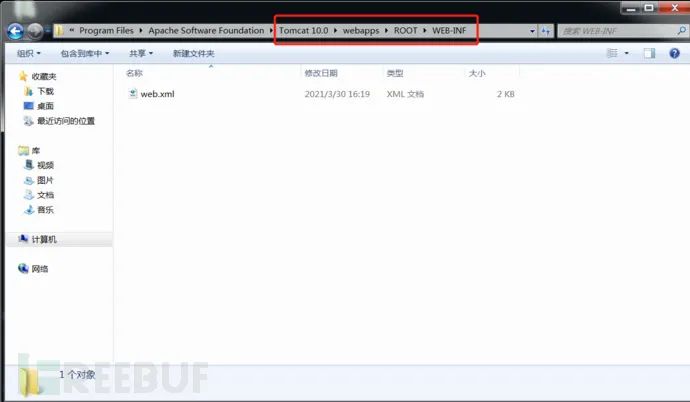 « Program Files ▸ Apache Software Foundation ▸ Tomcat 10.0 ▸ webapps ▸ ROOT ▸ WEB-INF
搜索 WEB-INF
组织 包含到库中 共享 新建文件夹
名称 修改日期 类型 大小
web.xml 2021/3/30 16:19 XML 文档 2 KB
收藏夹
下载
桌面
最近访问的位置
库
视频
图片
文档
音乐
计算机
网络
1 个对象
REEBUF